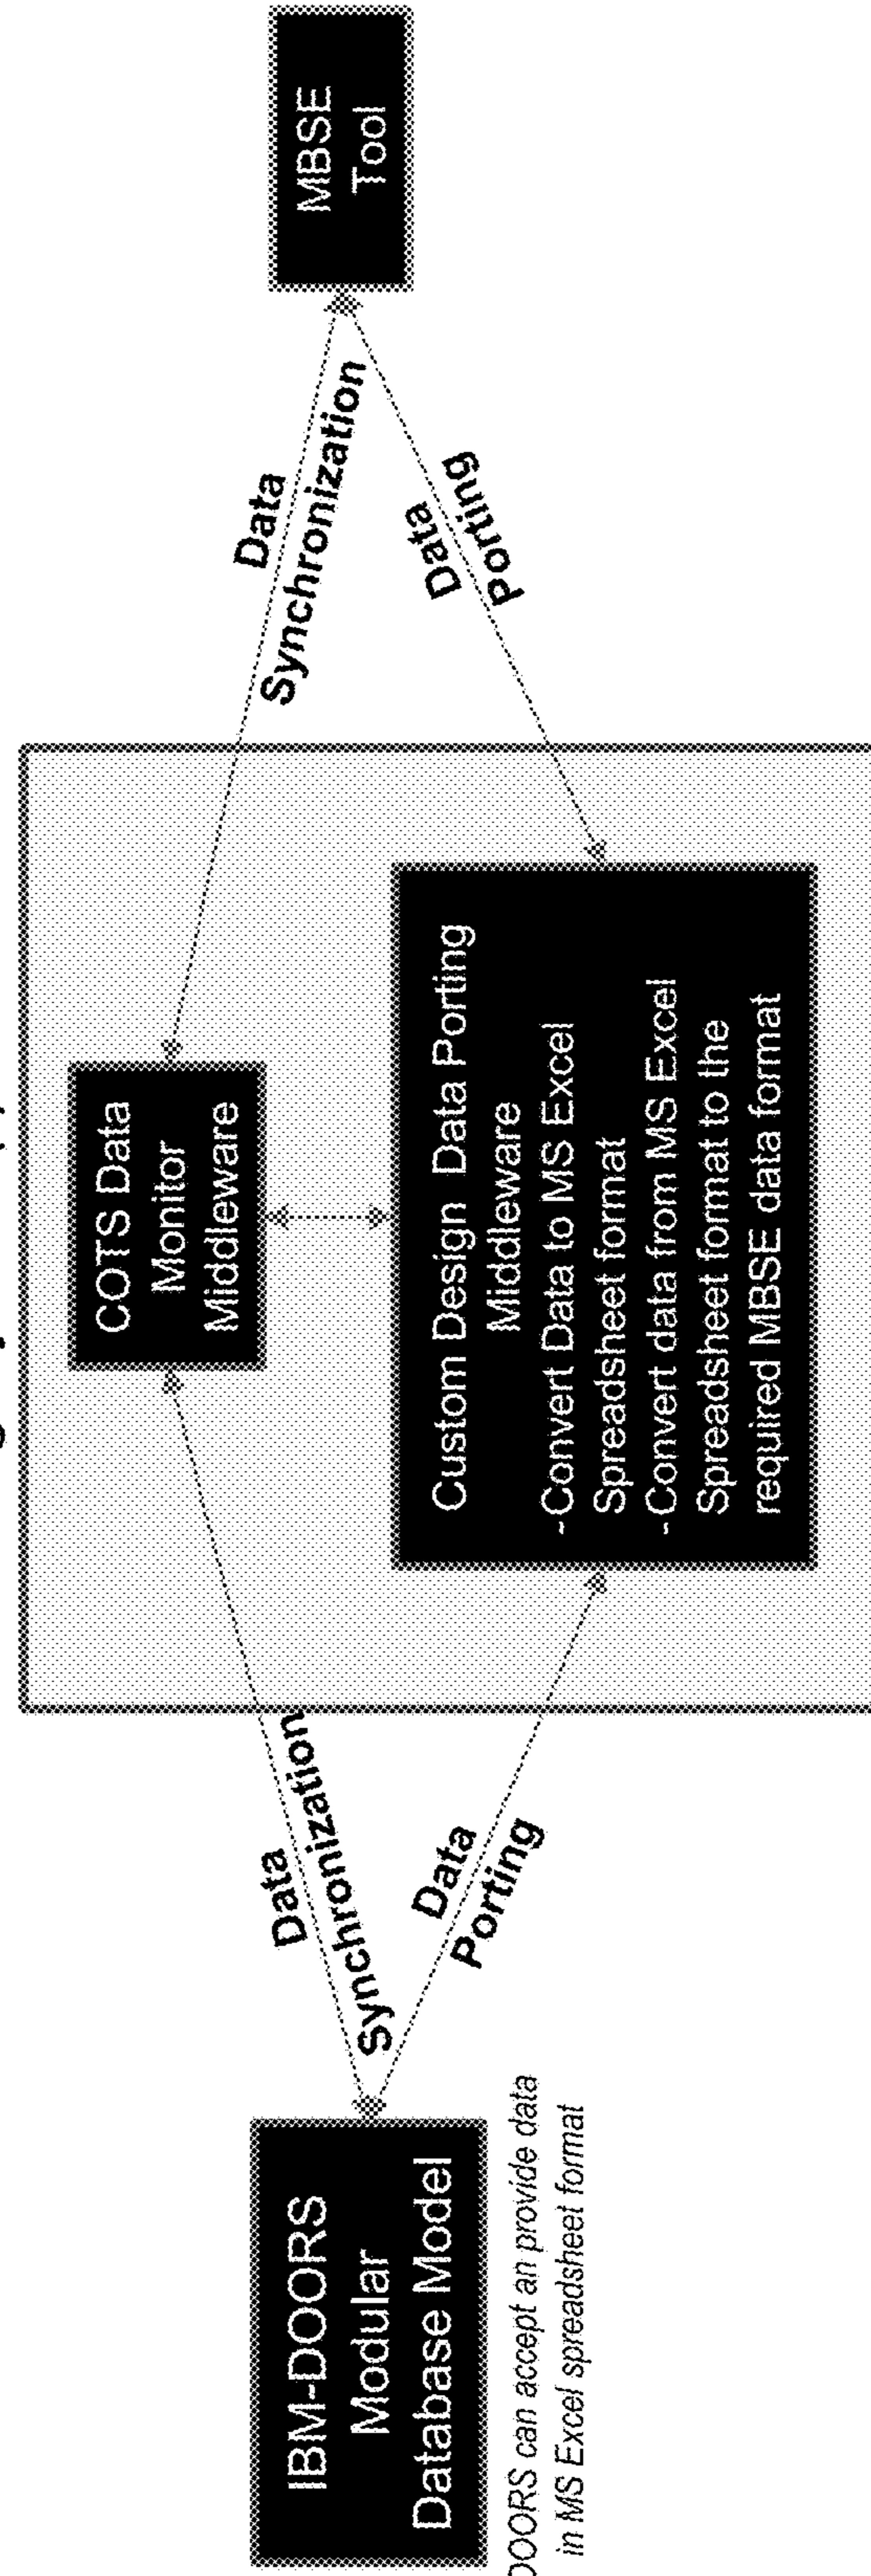 IBM-DOORS
Modular
Database Model
DOORS can accept an provide data
in MS Excel spreadsheet format
Data
Synchronization
Data
Porting
COTS Data
Monitor
Middleware
Custom Design Data Porting
Middleware
-Convert Data to MS Excel
Spreadsheet format
-Convert data from MS Excel
Spreadsheet format to the
required MBSE data format
Data
Synchronization
Data
Porting
MBSE
Tool